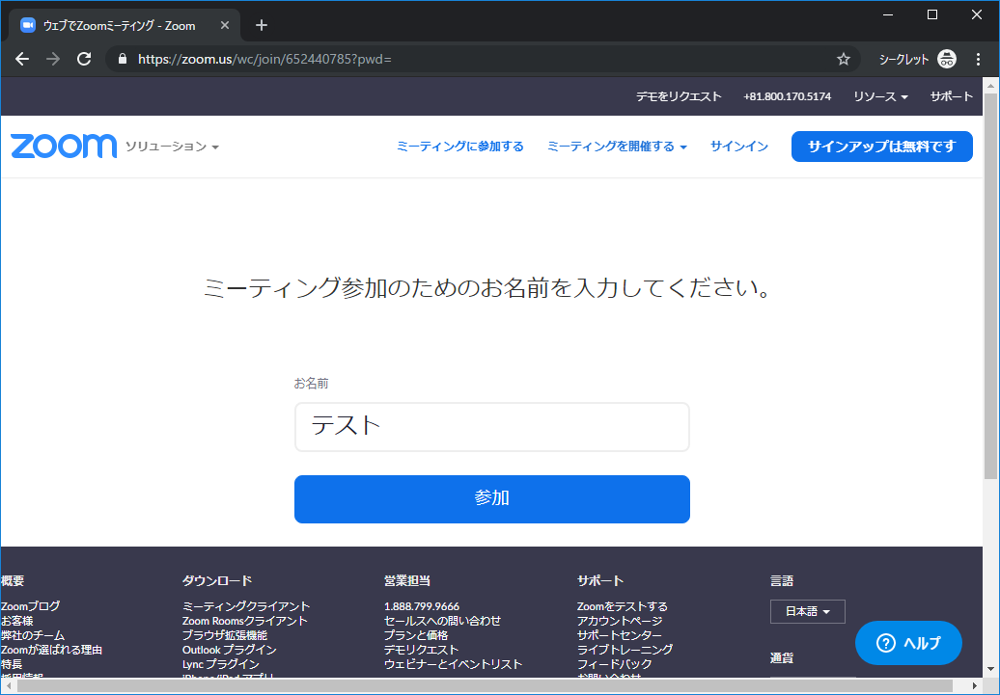 ウェブでZoomミーティング - Zoom
https://zoom.us/wc/join/652440785?pwd=
シークレット
デモをリクエスト +81.800.170.5174 リソース サポート
zoom ソリューション ミーティングに参加する ミーティングを開催する サインイン サインアップは無料です
ミーティング参加のためのお名前を入力してください。
お名前
テスト
参加
概要
Zoomブログ
お客様
弊社のチーム
Zoomが選ばれる理由
特長
採用情報
ダウンロード
ミーティングクライアント
Zoom Roomsクライアント
ブラウザ拡張機能
Outlook プラグイン
Lync プラグイン
iPhone/iPad アプリ
営業担当
1.888.799.9666
セールスへの問い合わせ
プランと価格
デモリクエスト
ウェビナーとイベントリスト
サポート
Zoomをテストする
アカウントページ
サポートセンター
ライブトレーニング
フィードバック
お問い合わせ
言語
日本語
通貨
ヘルプ